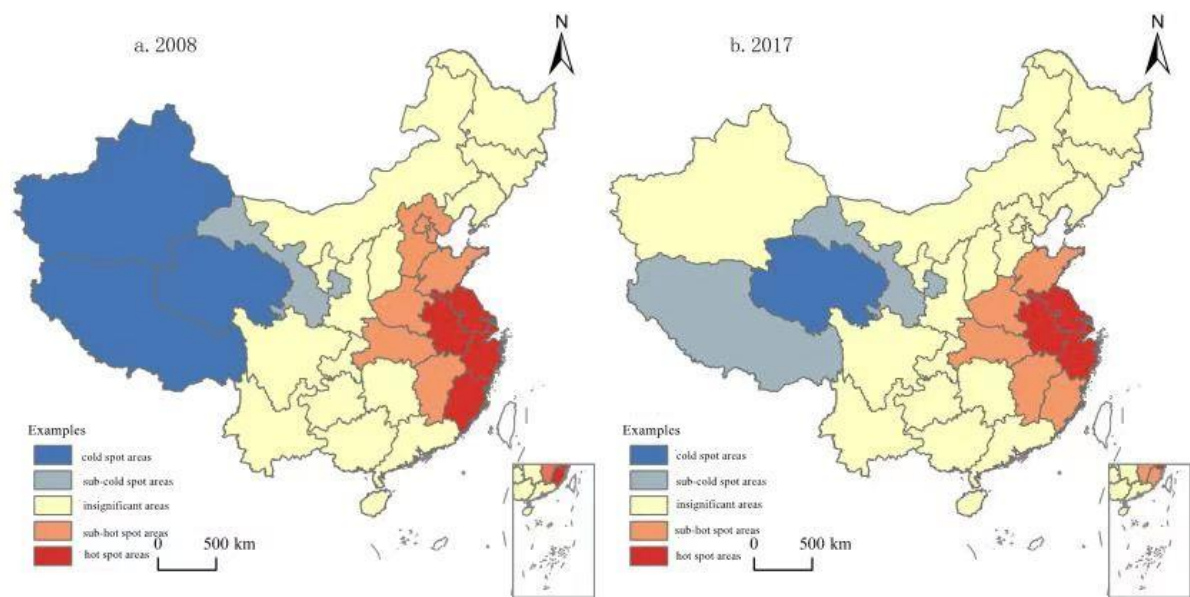 a. 2008
N
Examples
cold spot areas
sub-cold spot areas
insignificant areas
sub-hot spot areas
hot spot areas
0 500 km
b. 2017
N
Examples
cold spot areas
sub-cold spot areas
insignificant areas
sub-hot spot areas
hot spot areas
0 500 km